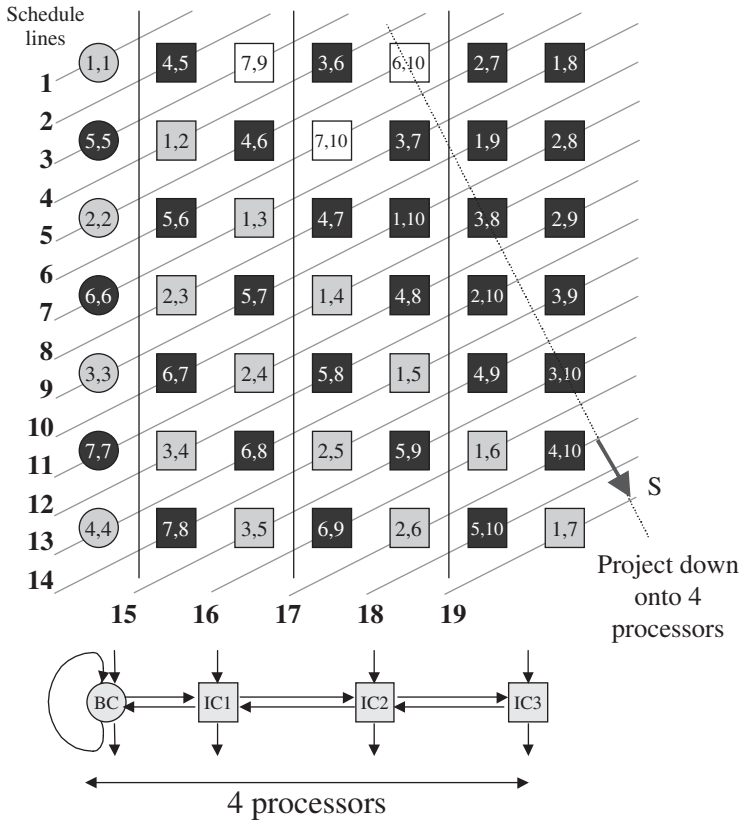 Schedule
lines
1,1 4,5 7,9 3,6 6,10 2,7 1,8
1
2
5,5 1,2 4,6 7,10 3,7 1,9 2,8
3
4
2,2 5,6 1,3 4,7 1,10 3,8 2,9
5
6
6,6 2,3 5,7 1,4 4,8 2,10 3,9
7
8
3,3 6,7 2,4 5,8 1,5 4,9 3,10
9
10
7,7 3,4 6,8 2,5 5,9 1,6 4,10
11
S
12
4,4 7,8 3,5 6,9 2,6 5,10 1,7
13
14
Project down
onto 4
processors
15 16 17 18 19
BC IC1 IC2 IC3
4 processors